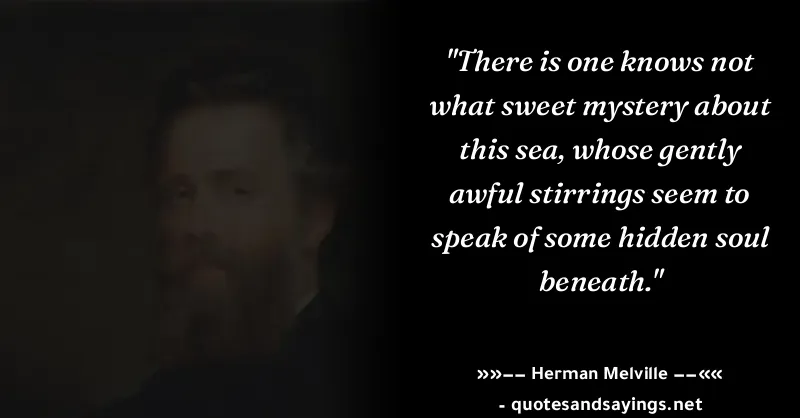 "There is one knows not
what sweet mystery about
this sea, whose gently
awful stirrings seem to
speak of some hidden soul
beneath."
»»–– Herman Melville ––««
- quotesandsayings.net